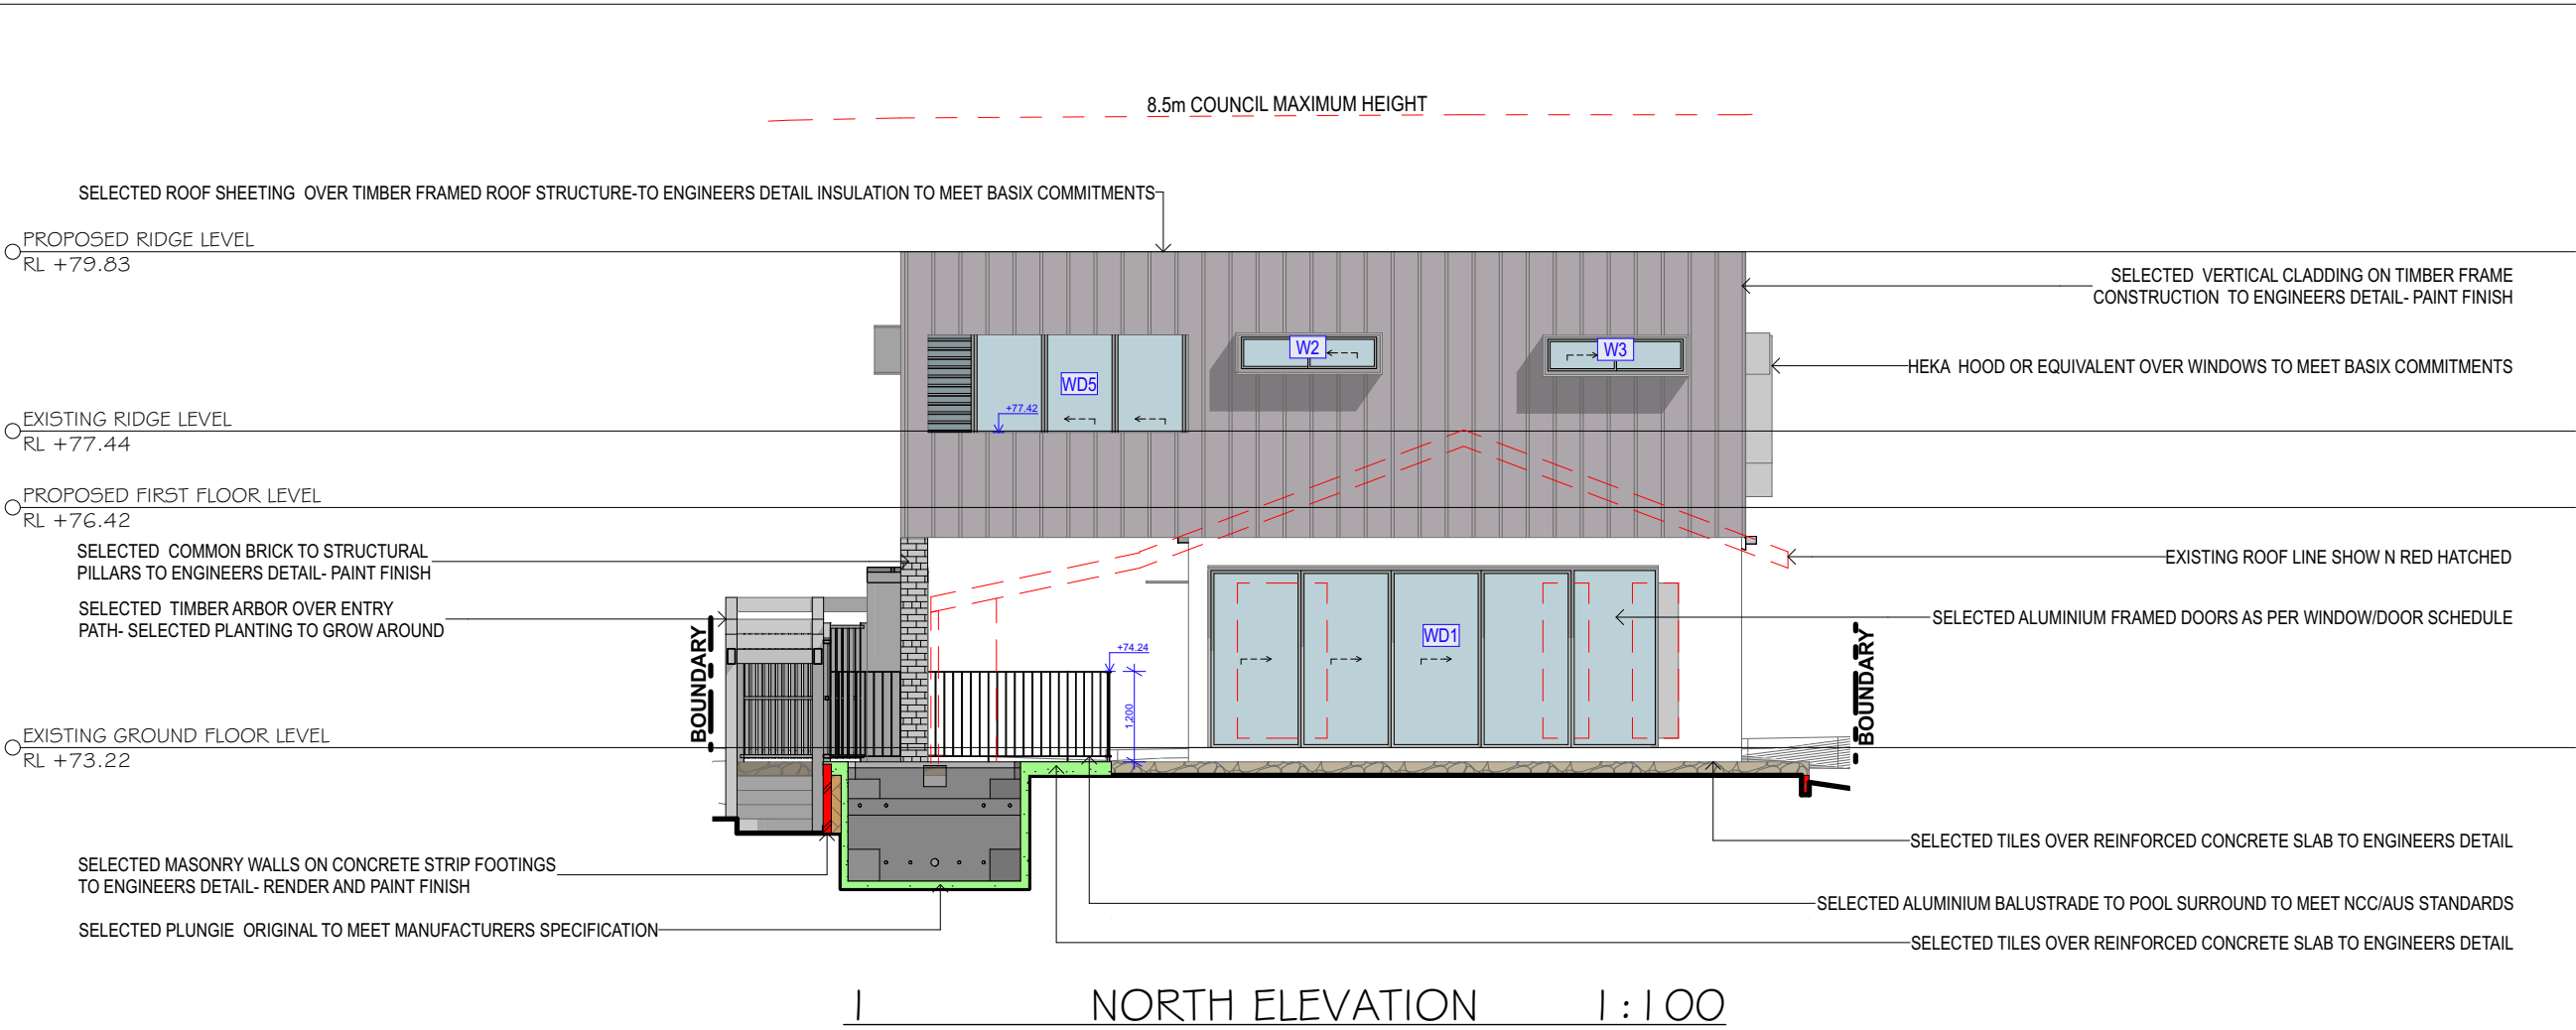 8.5m COUNCIL MAXIMUM HEIGHT
SELECTED ROOF SHEETING OVER TIMBER FRAMED ROOF STRUCTURE-TO ENGINEERS DETAIL INSULATION TO MEET BASIX COMMITMENTS
PROPOSED RIDGE LEVEL
RL +79.83
SELECTED VERTICAL CLADDING ON TIMBER FRAME
CONSTRUCTION TO ENGINEERS DETAIL- PAINT FINISH
W2
W3
HEKA HOOD OR EQUIVALENT OVER WINDOWS TO MEET BASIX COMMITMENTS
WD5
+77.42
EXISTING RIDGE LEVEL
RL +77.44
PROPOSED FIRST FLOOR LEVEL
RL +76.42
SELECTED COMMON BRICK TO STRUCTURAL
PILLARS TO ENGINEERS DETAIL- PAINT FINISH
EXISTING ROOF LINE SHOW N RED HATCHED
SELECTED TIMBER ARBOR OVER ENTRY
PATH- SELECTED PLANTING TO GROW AROUND
SELECTED ALUMINIUM FRAMED DOORS AS PER WINDOW/DOOR SCHEDULE
WD1
+74.24
1,200
BOUNDARY
BOUNDARY
EXISTING GROUND FLOOR LEVEL
RL +73.22
SELECTED TILES OVER REINFORCED CONCRETE SLAB TO ENGINEERS DETAIL
SELECTED MASONRY WALLS ON CONCRETE STRIP FOOTINGS
TO ENGINEERS DETAIL- RENDER AND PAINT FINISH
SELECTED ALUMINIUM BALUSTRADE TO POOL SURROUND TO MEET NCC/AUS STANDARDS
SELECTED PLUNGIE ORIGINAL TO MEET MANUFACTURERS SPECIFICATION
SELECTED TILES OVER REINFORCED CONCRETE SLAB TO ENGINEERS DETAIL
1 NORTH ELEVATION 1:100